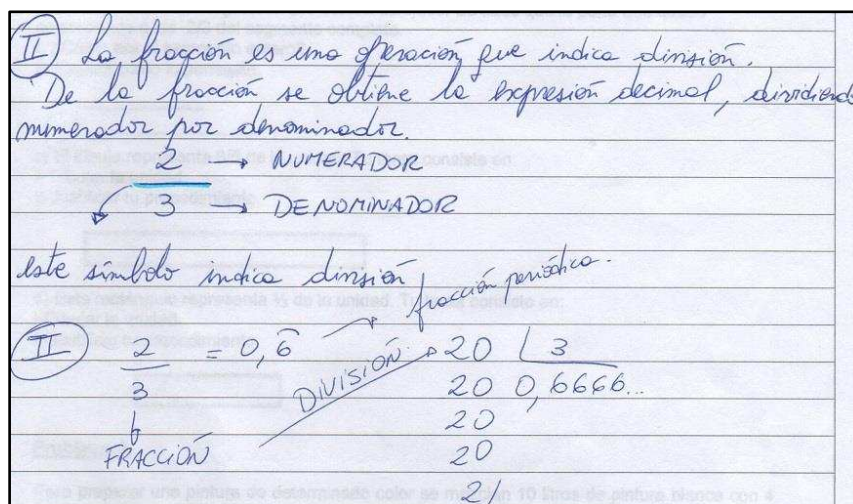 II) La fracción es una operación que indica división.
De la fracción se obtiene la expresión decimal, dividiendo
numerador por denominador.
2 → NUMERADOR
3 → DENOMINADOR
este símbolo indica división
fracción periódica.
II) 2/3 = 0,6̂ DIVISIÓN 20 3
20 0,6666...
20
FRACCIÓN 20
2/